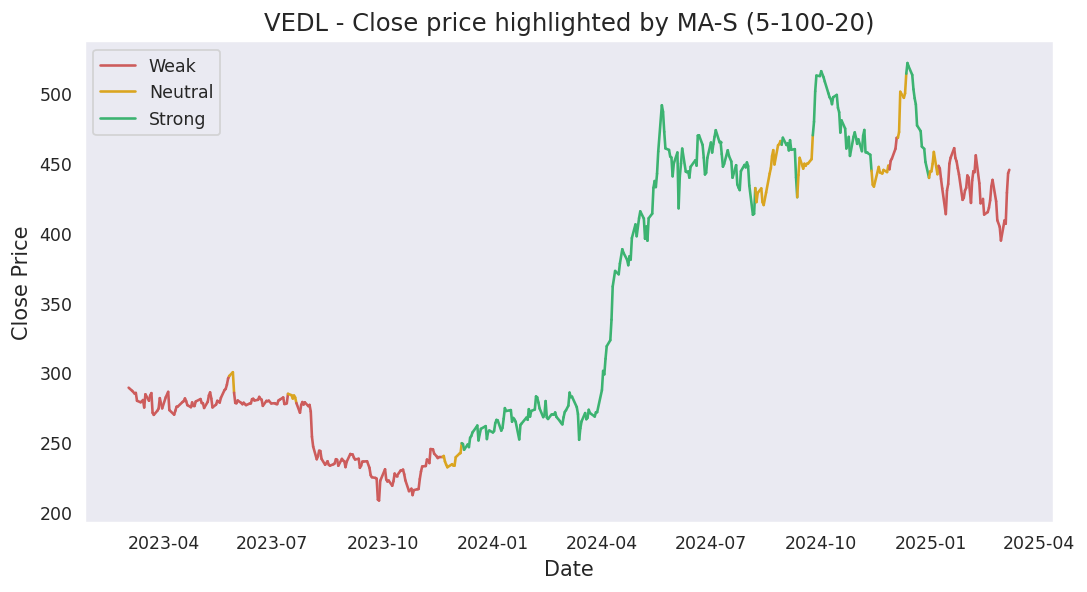 VEDL - Close price highlighted by MA-S (5-100-20)
Weak
Neutral
Strong
Close Price
500
450
400
350
300
250
200
2023-04 2023-07 2023-10 2024-01 2024-04 2024-07 2024-10 2025-01 2025-04
Date